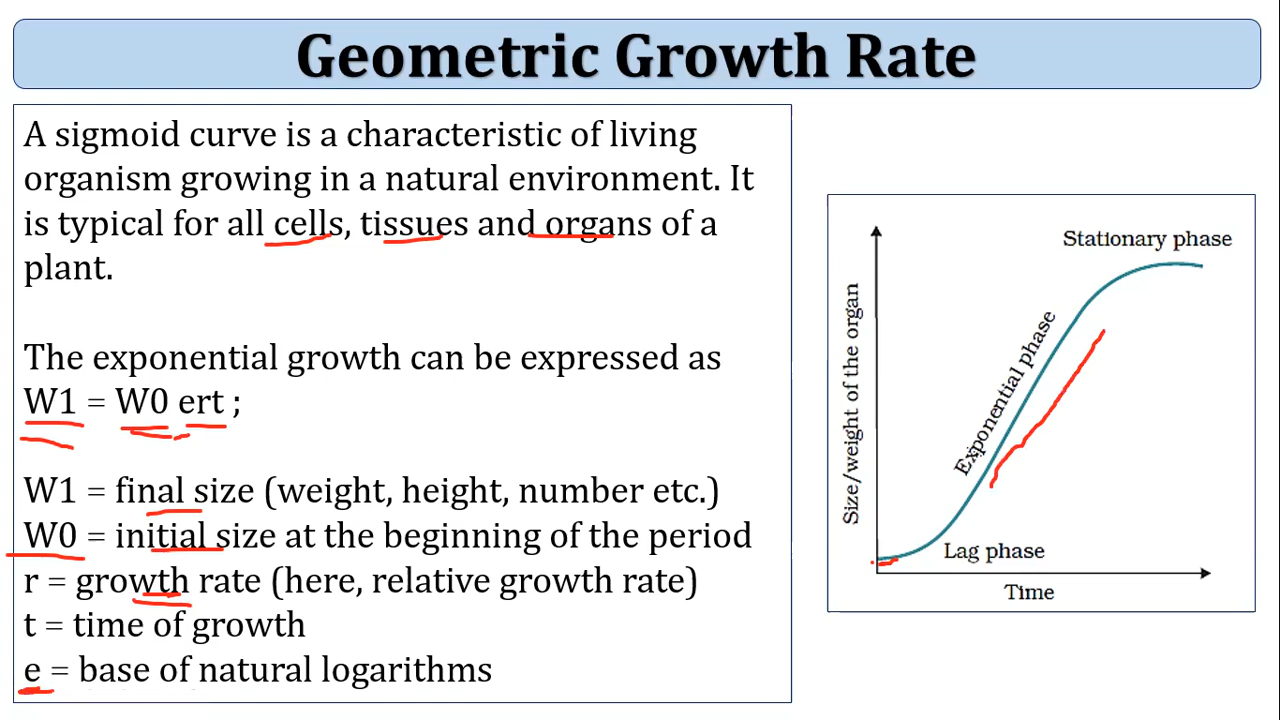 Geometric Growth Rate
A sigmoid curve is a characteristic of living
organism growing in a natural environment. It
is typical for all cells, tissues and organs of a
plant.
The exponential growth can be expressed as
W1 = W0 ert ;
W1 = final size (weight, height, number etc.)
W0 = initial size at the beginning of the period
r = growth rate (here, relative growth rate)
t = time of growth
e = base of natural logarithms
Stationary phase
Size/weight of the organ
Exponential phase
Lag phase
Time